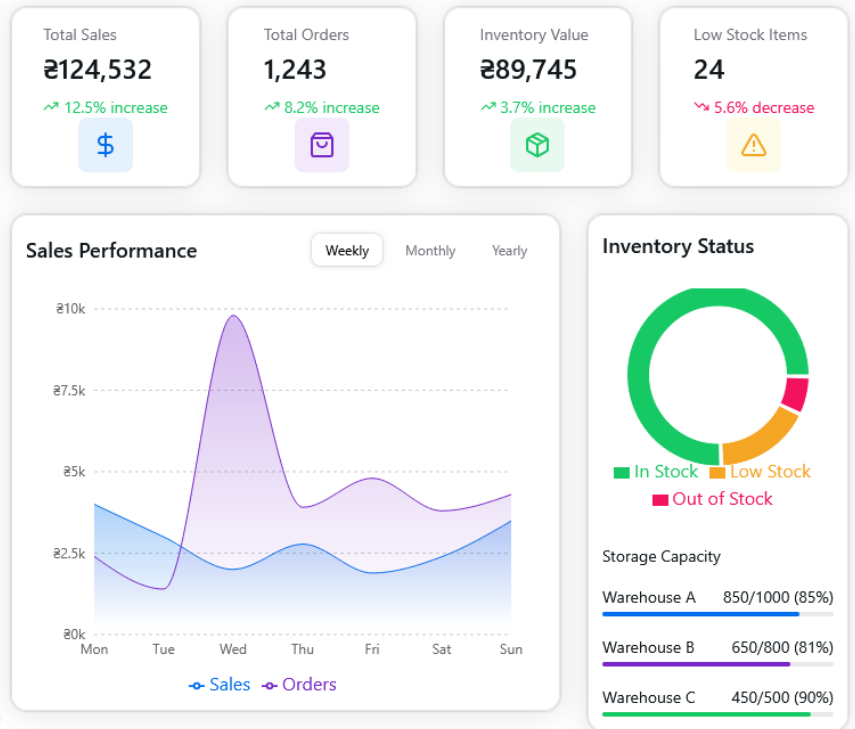 Total Sales
₴124,532
12.5% increase
Total Orders
1,243
8.2% increase
Inventory Value
₴89,745
3.7% increase
Low Stock Items
24
5.6% decrease
Sales Performance
Weekly Monthly Yearly
₴10k
₴7.5k
₴5k
₴2.5k
₴0k
Mon Tue Wed Thu Fri Sat Sun
Sales Orders
Inventory Status
In Stock Low Stock
Out of Stock
Storage Capacity
Warehouse A 850/1000 (85%)
Warehouse B 650/800 (81%)
Warehouse C 450/500 (90%)